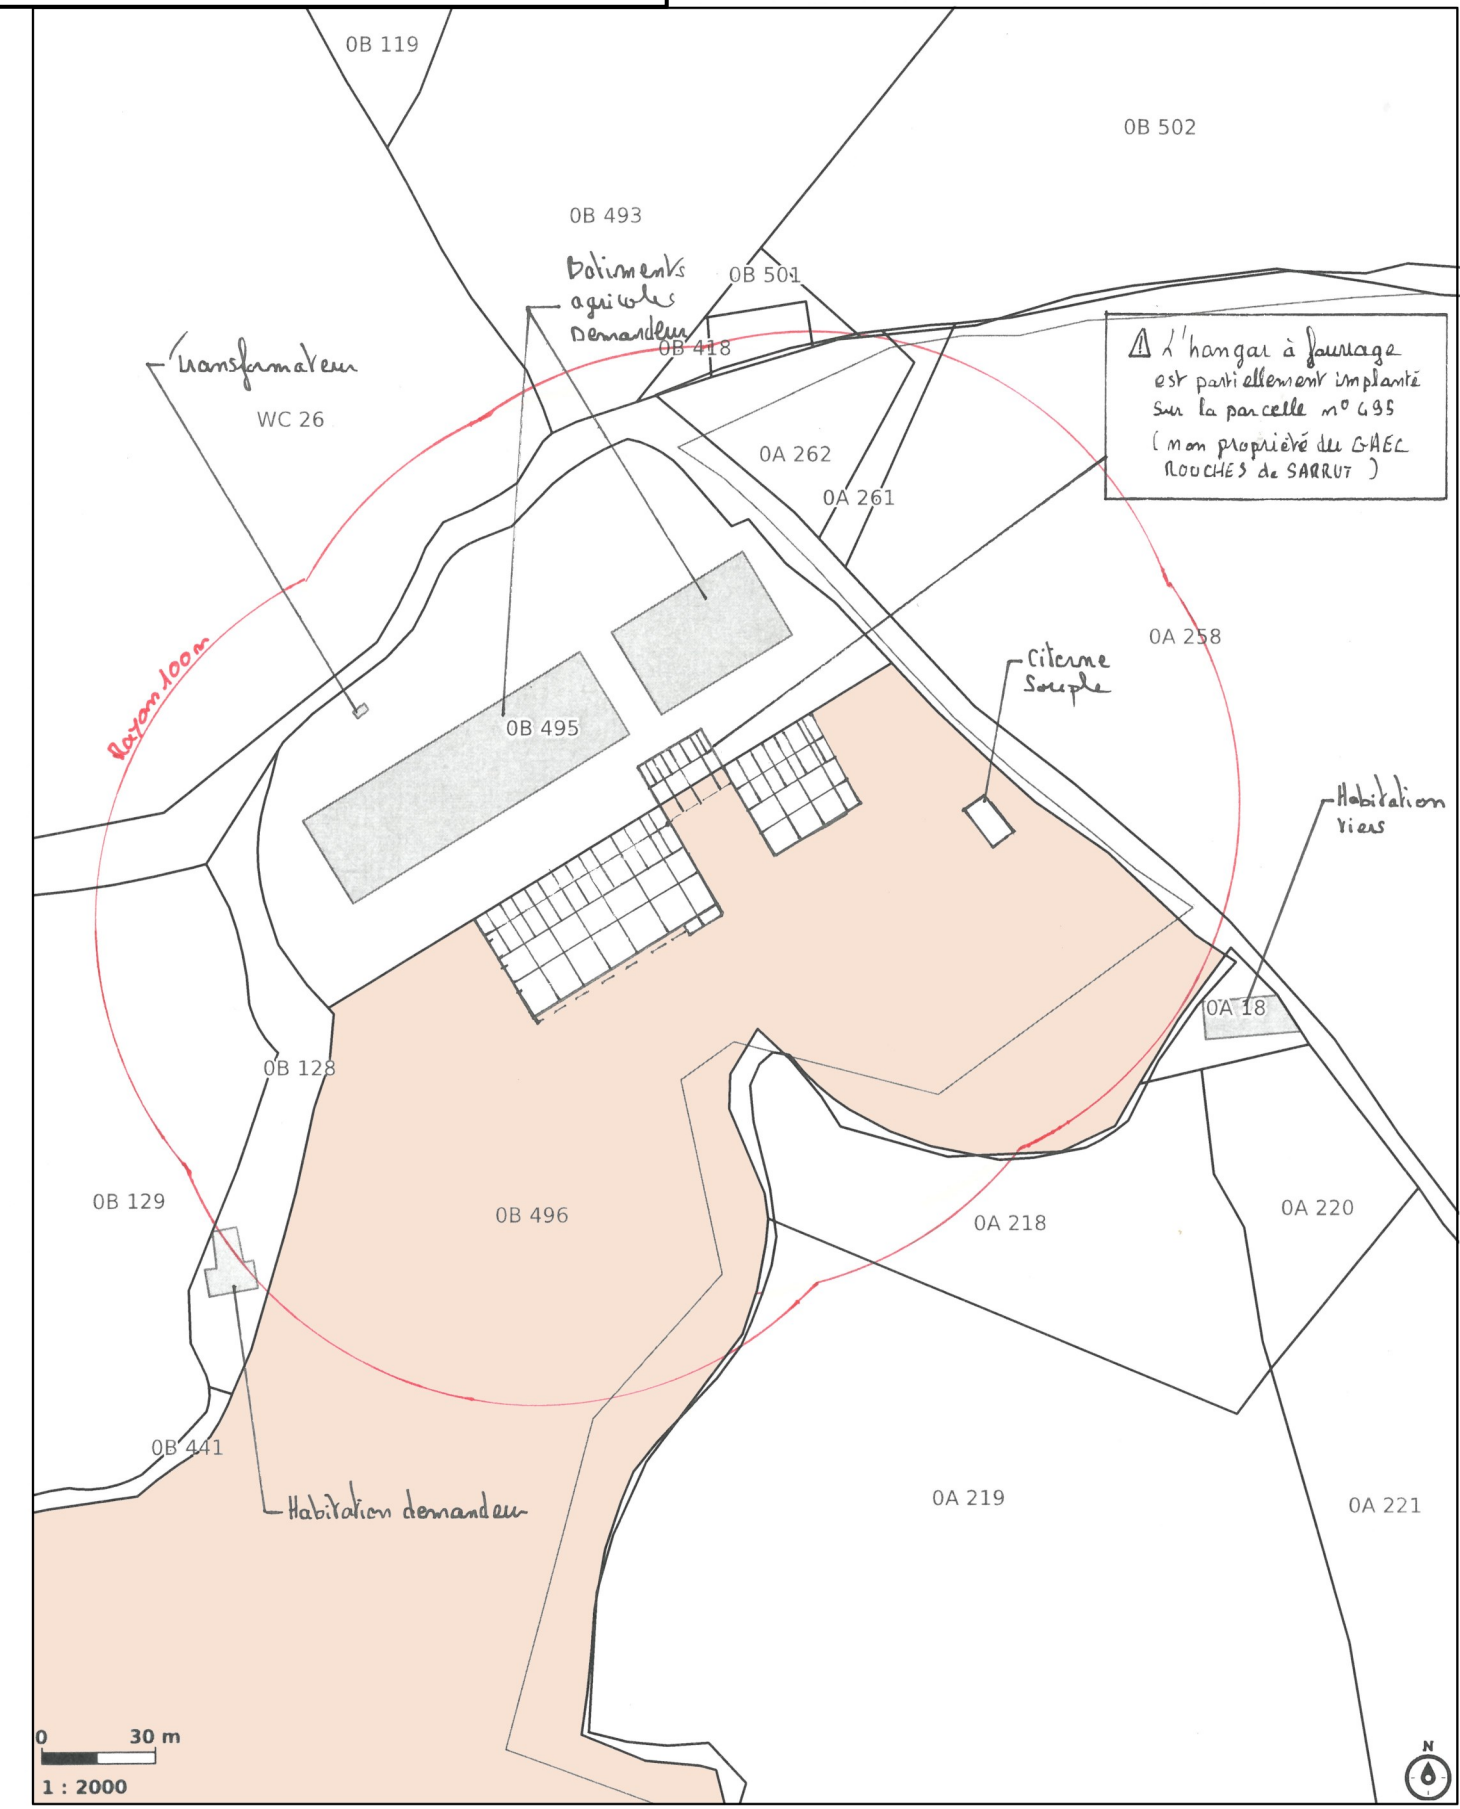 0B 119
0B 502
0B 493
Batiments
agricoles
Demandeur
0B 501
0B 418
Transformateur
WC 26
⚠ L'hangar à fourrage
est partiellement implanté
sur la parcelle n° 495
(non propriété du GAEC
ROUCHES de SARRUT)
0A 262
0A 261
0A 258
Rayon 100m
Citerne
Souple
0B 495
Habitation
tiers
0A 18
0B 128
0B 129
0B 496
0A 218
0A 220
0B 441
Habitation demandeur
0A 219
0A 221
0 30 m
1 : 2000
N